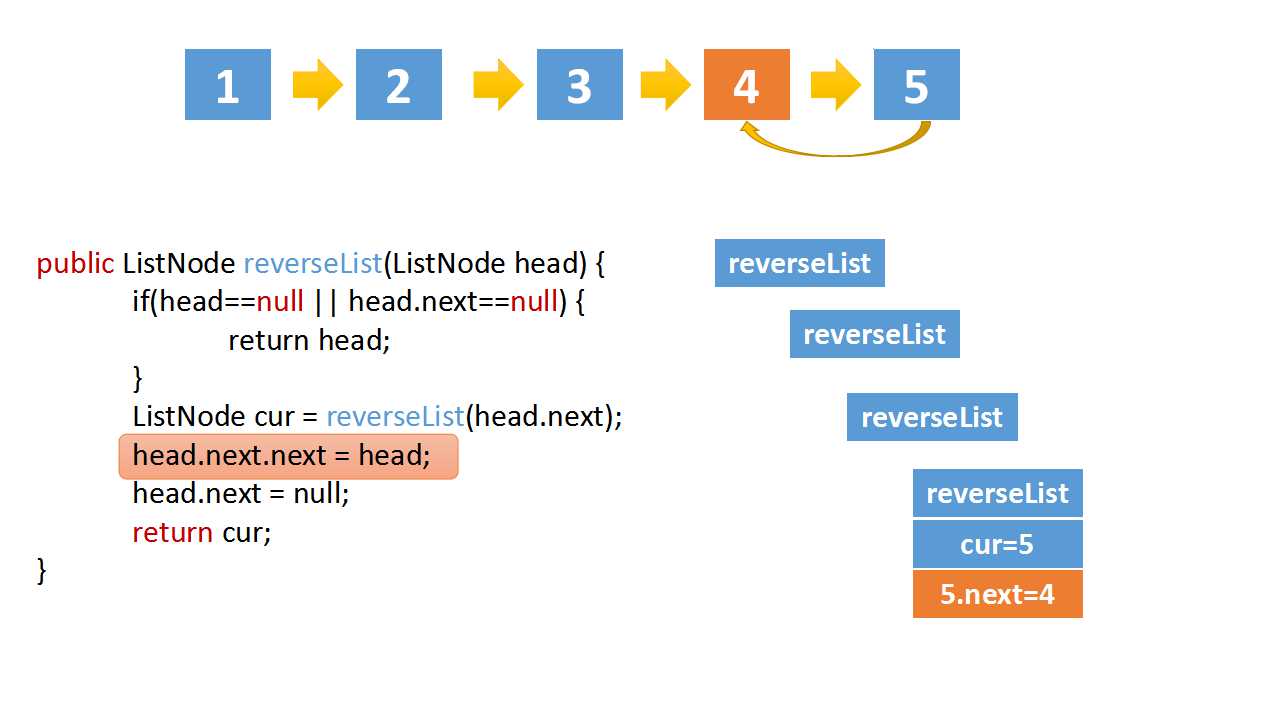 1 2 3 4 5
public ListNode reverseList(ListNode head) {
if(head==null || head.next==null) {
return head;
}
ListNode cur = reverseList(head.next);
head.next.next = head;
head.next = null;
return cur;
}
reverseList
reverseList
reverseList
reverseList
cur=5
5.next=4